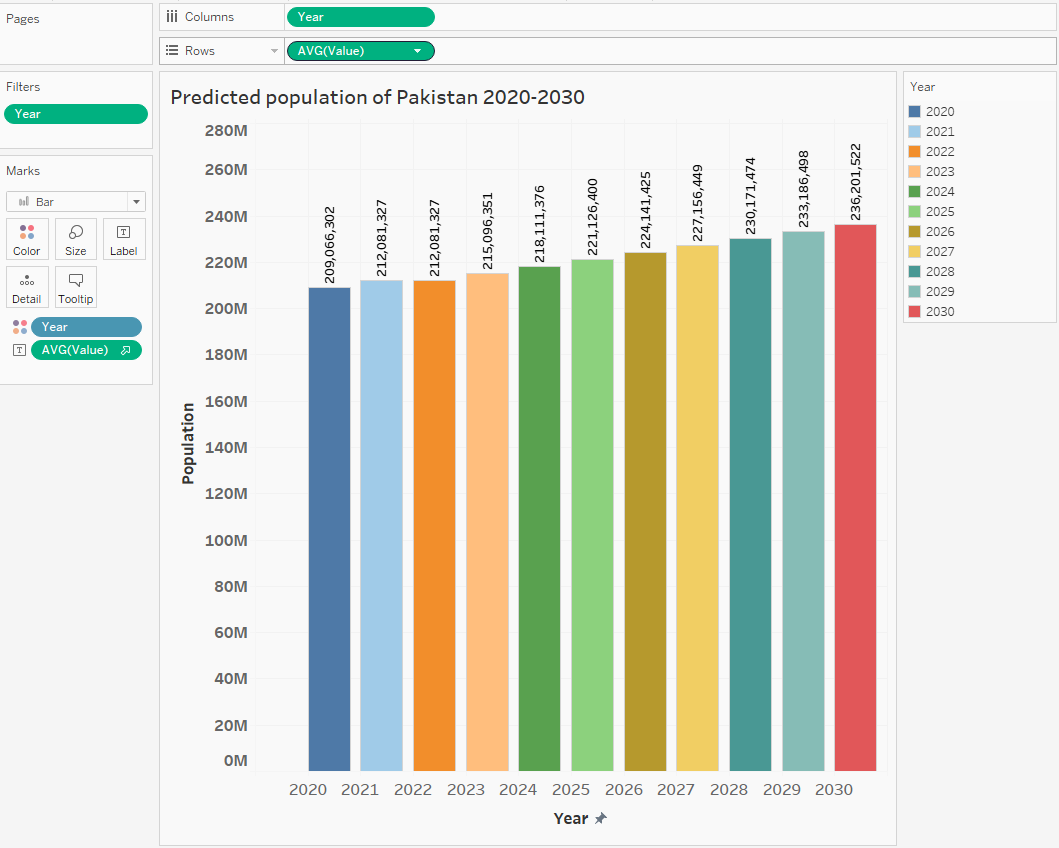 Pages
Columns
Year
Rows
AVG(Value)
Filters
Year
Marks
Bar
Color
Size
Label
Detail
Tooltip
Year
AVG(Value)
Predicted population of Pakistan 2020-2030
280M
260M
240M
220M
200M
180M
160M
140M
120M
100M
80M
60M
40M
20M
0M
Population
209,066,302
212,081,327
212,081,327
215,096,351
218,111,376
221,126,400
224,141,425
227,156,449
230,171,474
233,186,498
236,201,522
2020 2021 2022 2023 2024 2025 2026 2027 2028 2029 2030
Year
Year
2020
2021
2022
2023
2024
2025
2026
2027
2028
2029
2030